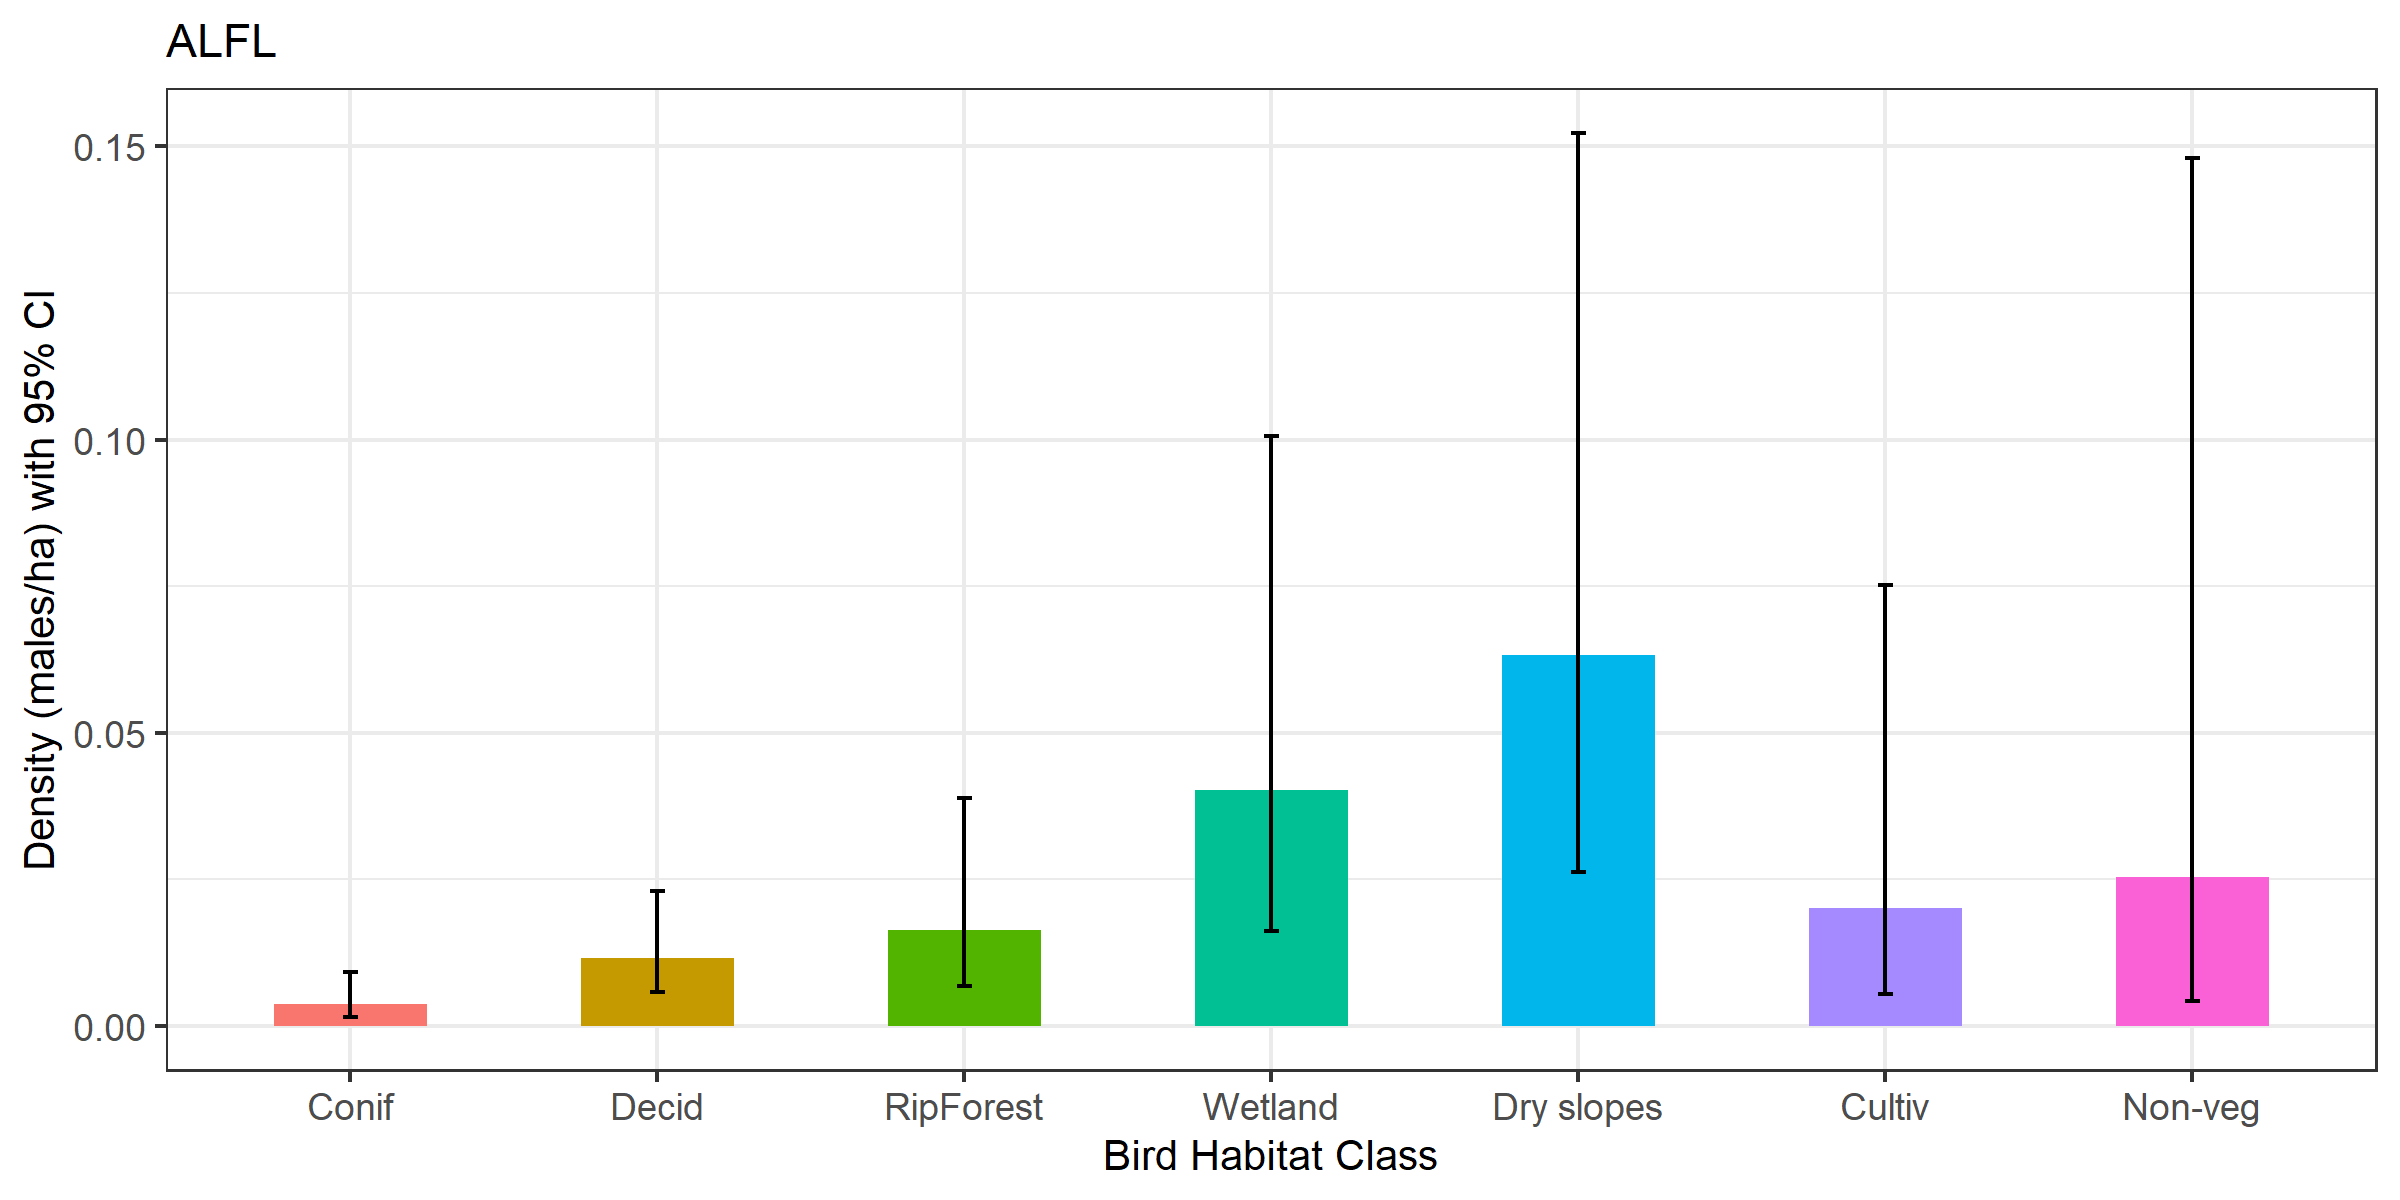 ALFL
Density (males/ha) with 95% CI
0.15
0.10
0.05
0.00
Conif Decid RipForest Wetland Dry slopes Cultiv Non-veg
Bird Habitat Class